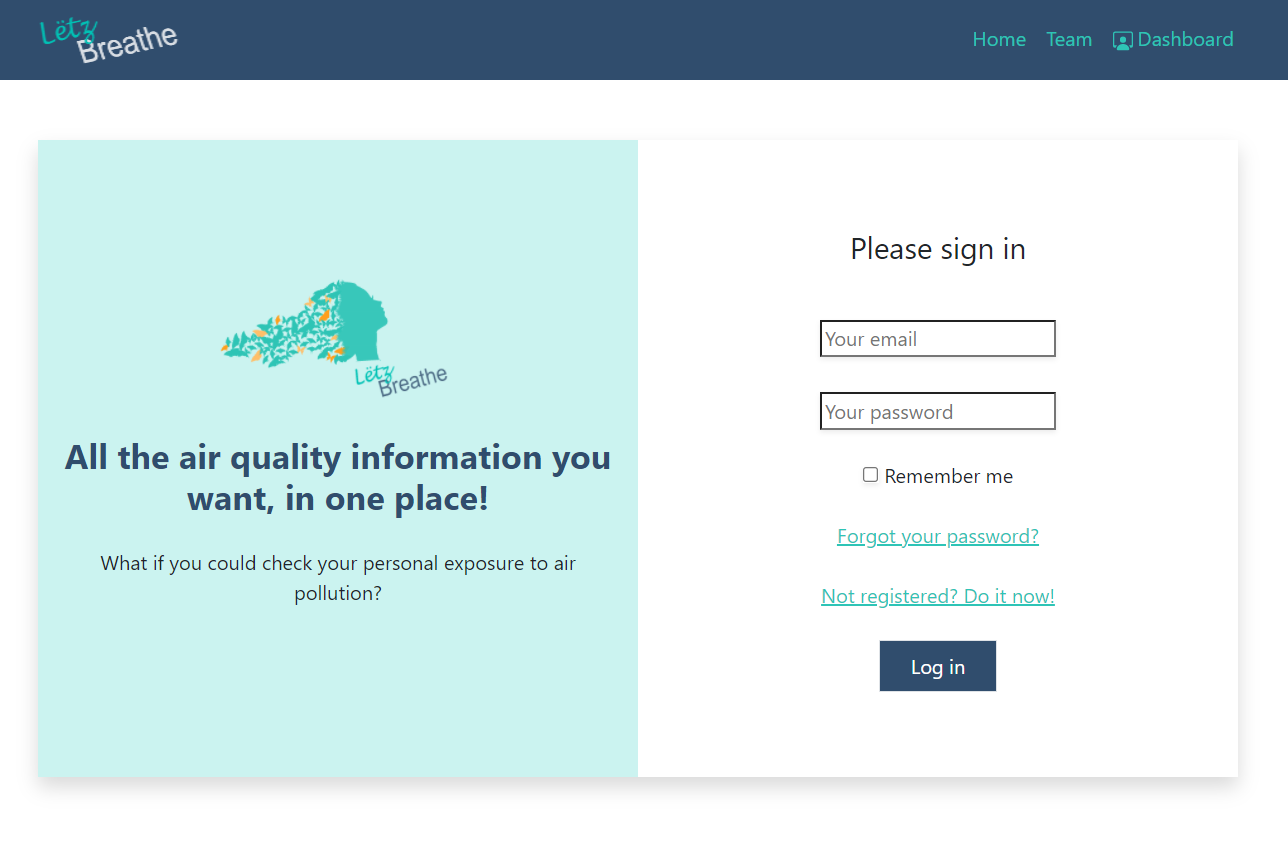 Lëtz
Breathe
Home Team Dashboard
Lëtz
Breathe
All the air quality information you
want, in one place!
What if you could check your personal exposure to air
pollution?
Please sign in
Your email
Your password
Remember me
Forgot your password?
Not registered? Do it now!
Log in